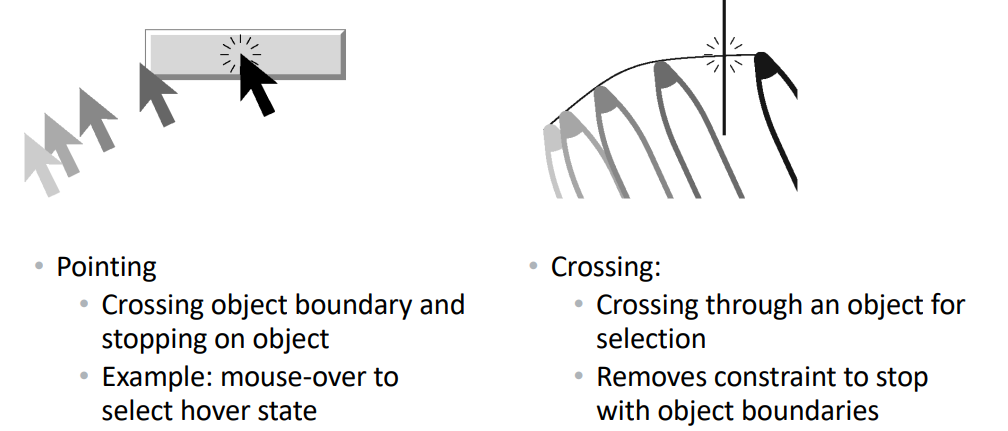 • Pointing
• Crossing object boundary and
stopping on object
• Example: mouse-over to
select hover state
• Crossing:
• Crossing through an object for
selection
• Removes constraint to stop
with object boundaries